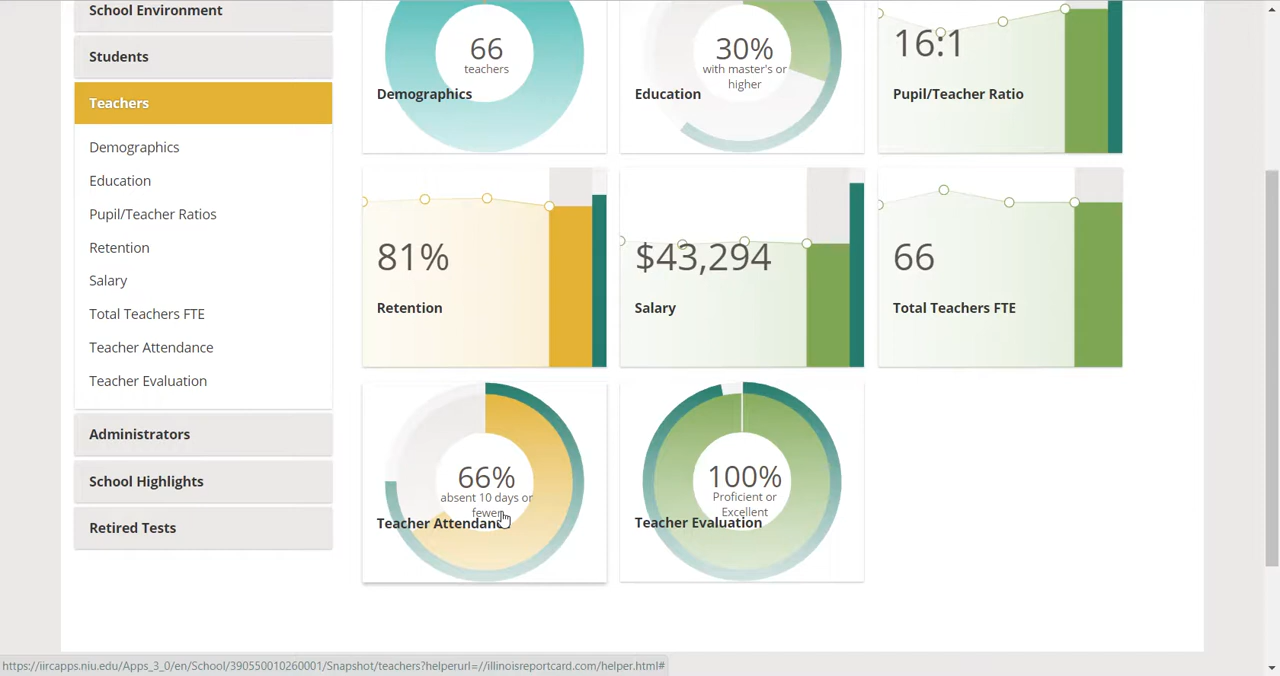 School Environment
Students
Teachers
Demographics
Education
Pupil/Teacher Ratios
Retention
Salary
Total Teachers FTE
Teacher Attendance
Teacher Evaluation
Administrators
School Highlights
Retired Tests
66
teachers
Demographics
30%
with master's or
higher
Education
16:1
Pupil/Teacher Ratio
81%
Retention
$43,294
Salary
66
Total Teachers FTE
66%
absent 10 days or
fewer
Teacher Attendance
100%
Proficient or
Excellent
Teacher Evaluation
https://iircapps.niu.edu/Apps_3_0/en/School/390550010260001/Snapshot/teachers?helperurl=//illinoisreportcard.com/helper.html#